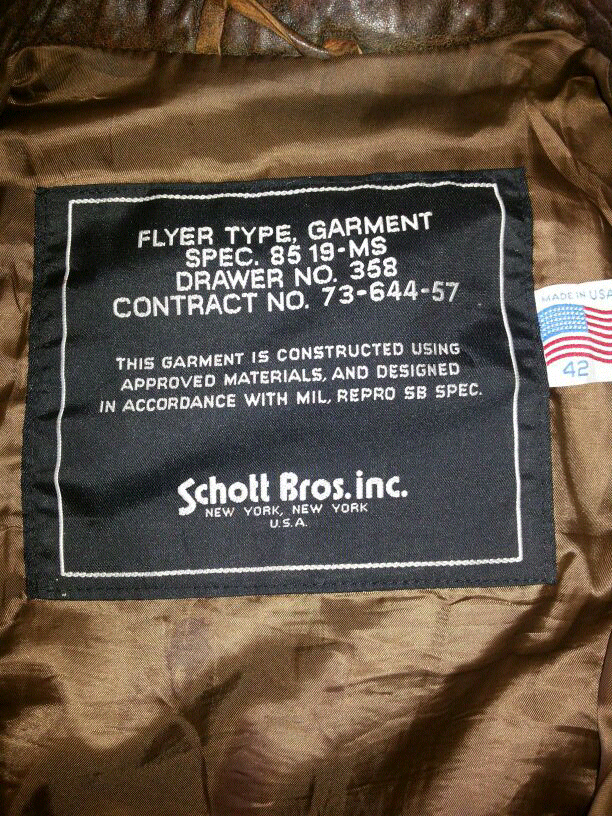 FLYER TYPE, GARMENT
SPEC. 85 19-MS
DRAWER NO. 358
CONTRACT NO. 73-644-57
THIS GARMENT IS CONSTRUCTED USING
APPROVED MATERIALS, AND DESIGNED
IN ACCORDANCE WITH MIL, REPRO SB SPEC.
Schott Bros. inc.
NEW YORK, NEW YORK
U.S.A.
MADE IN USA
42